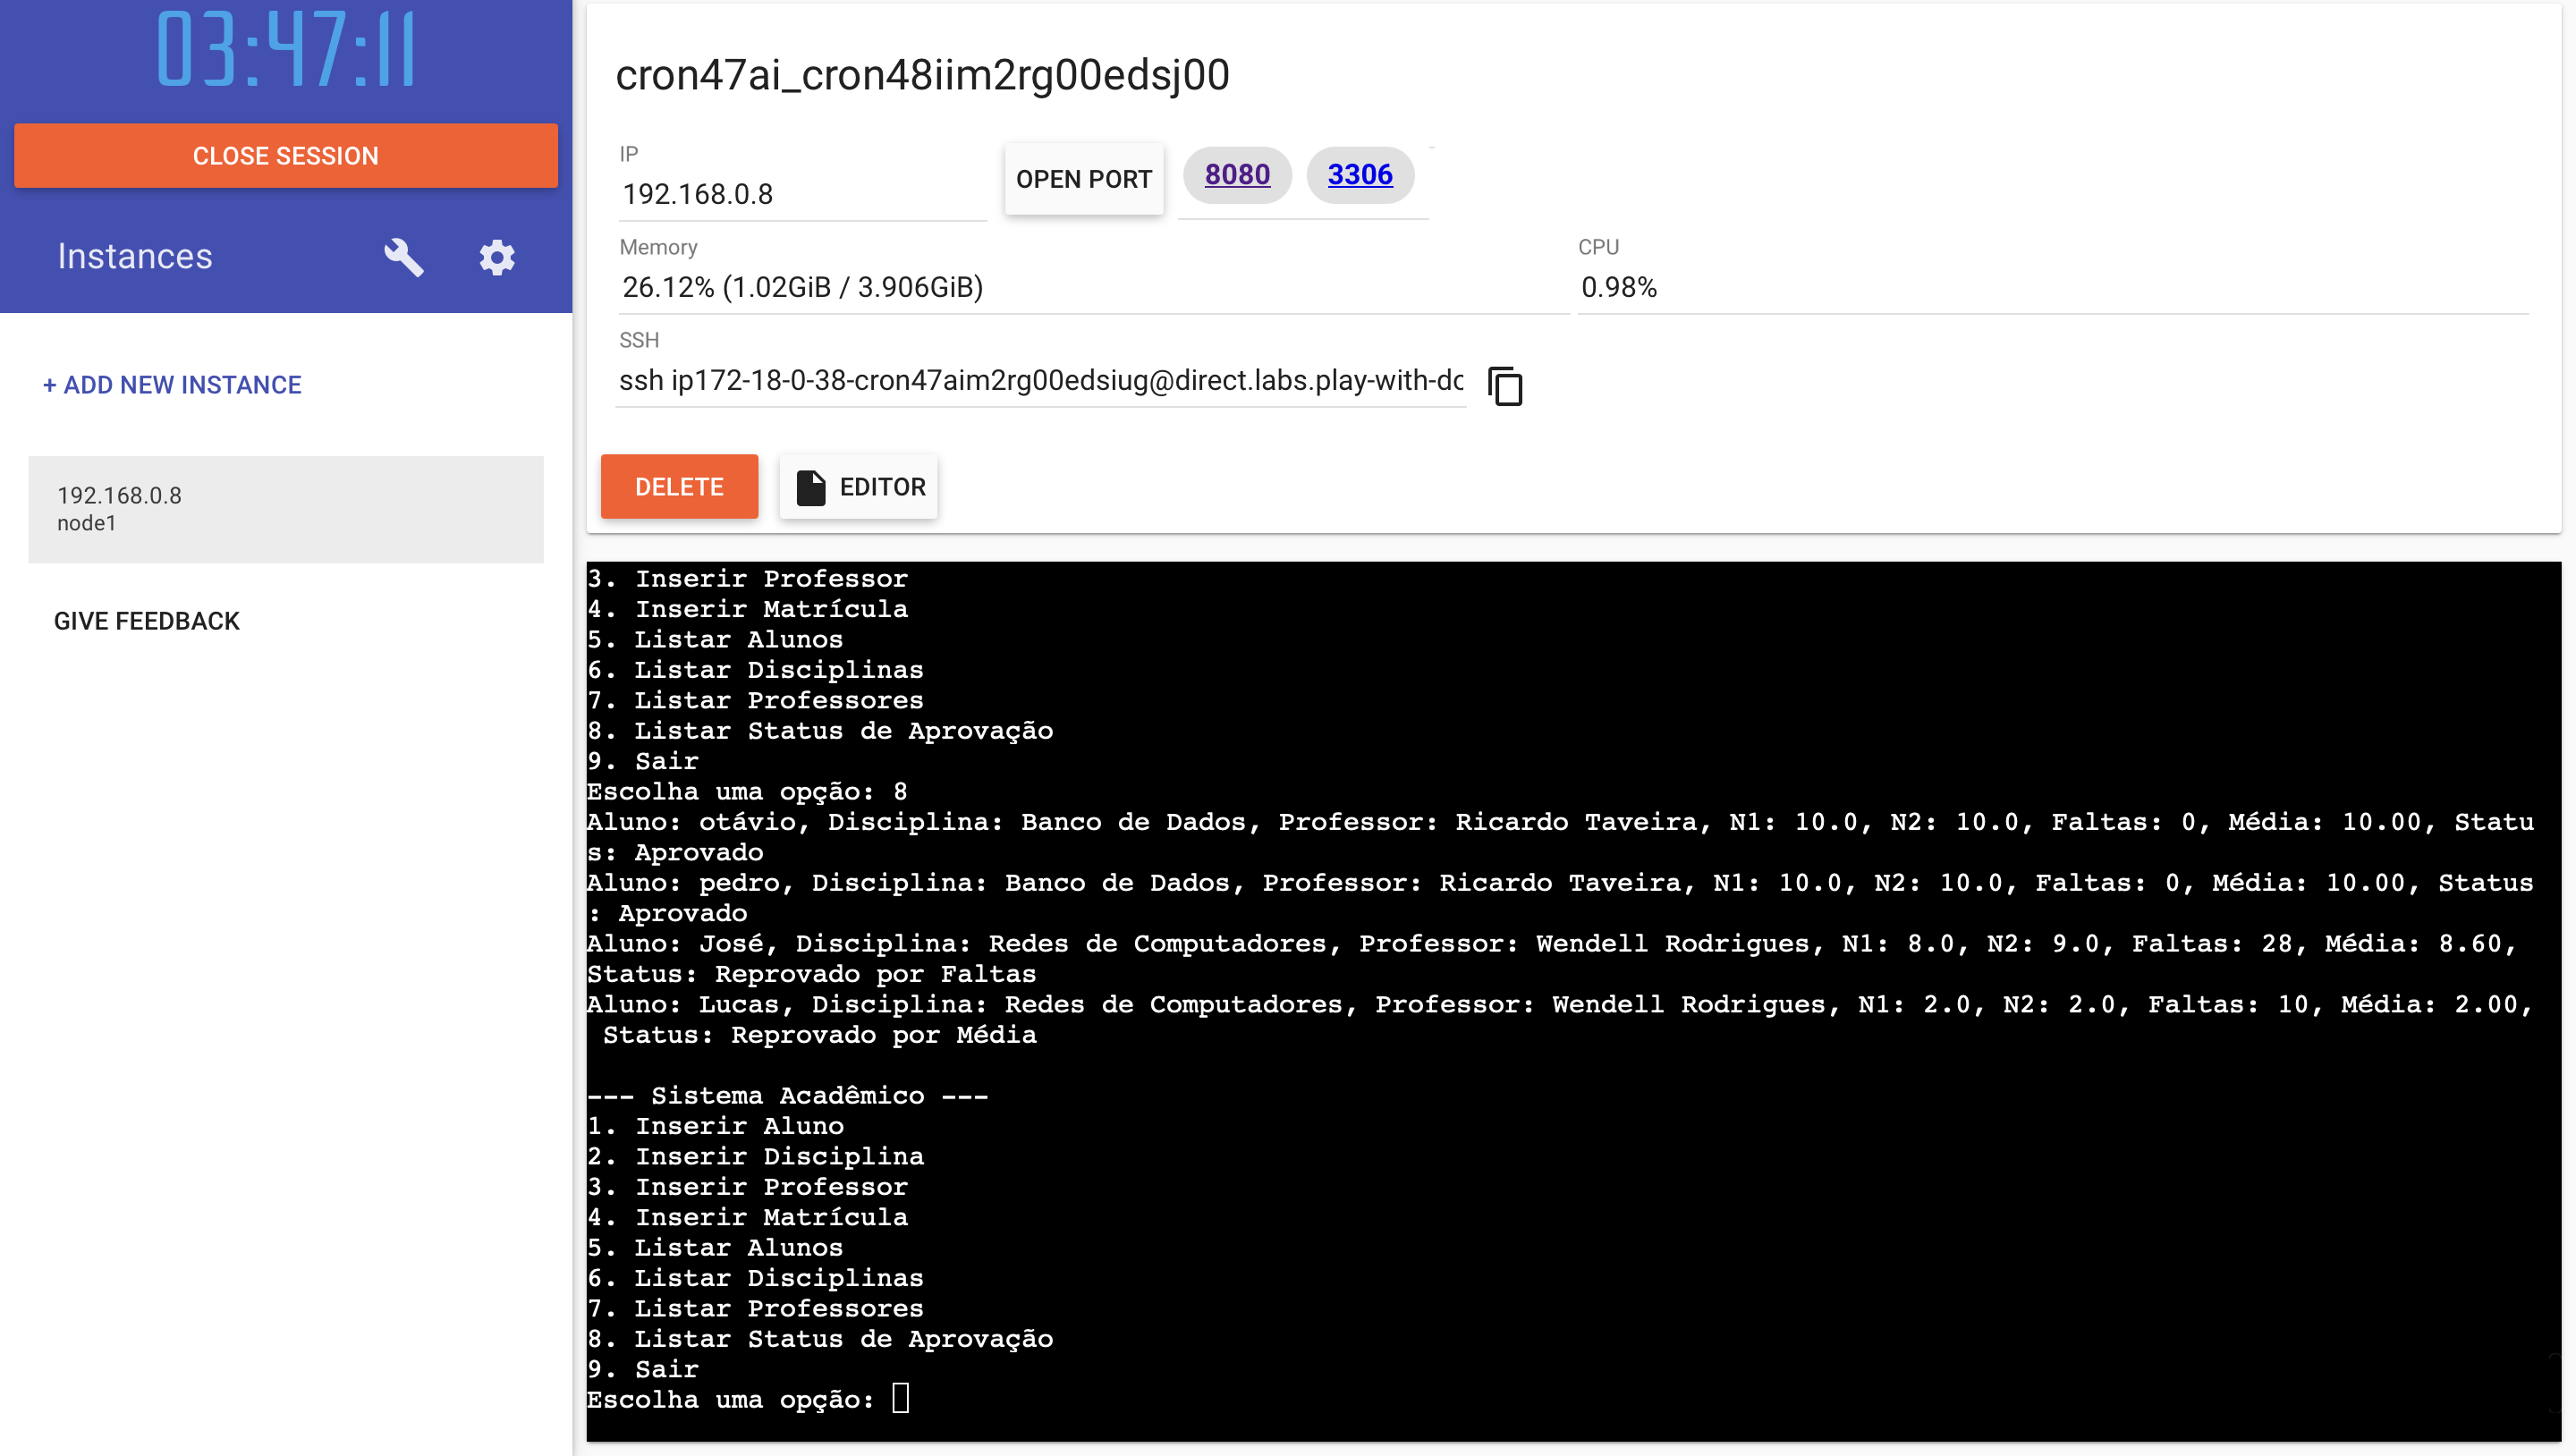 03:47:11
CLOSE SESSION
Instances
+ ADD NEW INSTANCE
192.168.0.8
node1
GIVE FEEDBACK
cron47ai_cron48iim2rg00edsj00
IP
192.168.0.8
OPEN PORT
8080
3306
Memory
26.12% (1.02GiB / 3.906GiB)
CPU
0.98%
SSH
ssh ip172-18-0-38-cron47aim2rg00edsiug@direct.labs.play-with-dc
DELETE
EDITOR
3. Inserir Professor
4. Inserir Matrícula
5. Listar Alunos
6. Listar Disciplinas
7. Listar Professores
8. Listar Status de Aprovação
9. Sair
Escolha uma opção: 8
Aluno: otávio, Disciplina: Banco de Dados, Professor: Ricardo Taveira, N1: 10.0, N2: 10.0, Faltas: 0, Média: 10.00, Statu
s: Aprovado
Aluno: pedro, Disciplina: Banco de Dados, Professor: Ricardo Taveira, N1: 10.0, N2: 10.0, Faltas: 0, Média: 10.00, Status
: Aprovado
Aluno: José, Disciplina: Redes de Computadores, Professor: Wendell Rodrigues, N1: 8.0, N2: 9.0, Faltas: 28, Média: 8.60,
Status: Reprovado por Faltas
Aluno: Lucas, Disciplina: Redes de Computadores, Professor: Wendell Rodrigues, N1: 2.0, N2: 2.0, Faltas: 10, Média: 2.00,
Status: Reprovado por Média
--- Sistema Acadêmico ---
1. Inserir Aluno
2. Inserir Disciplina
3. Inserir Professor
4. Inserir Matrícula
5. Listar Alunos
6. Listar Disciplinas
7. Listar Professores
8. Listar Status de Aprovação
9. Sair
Escolha uma opção: